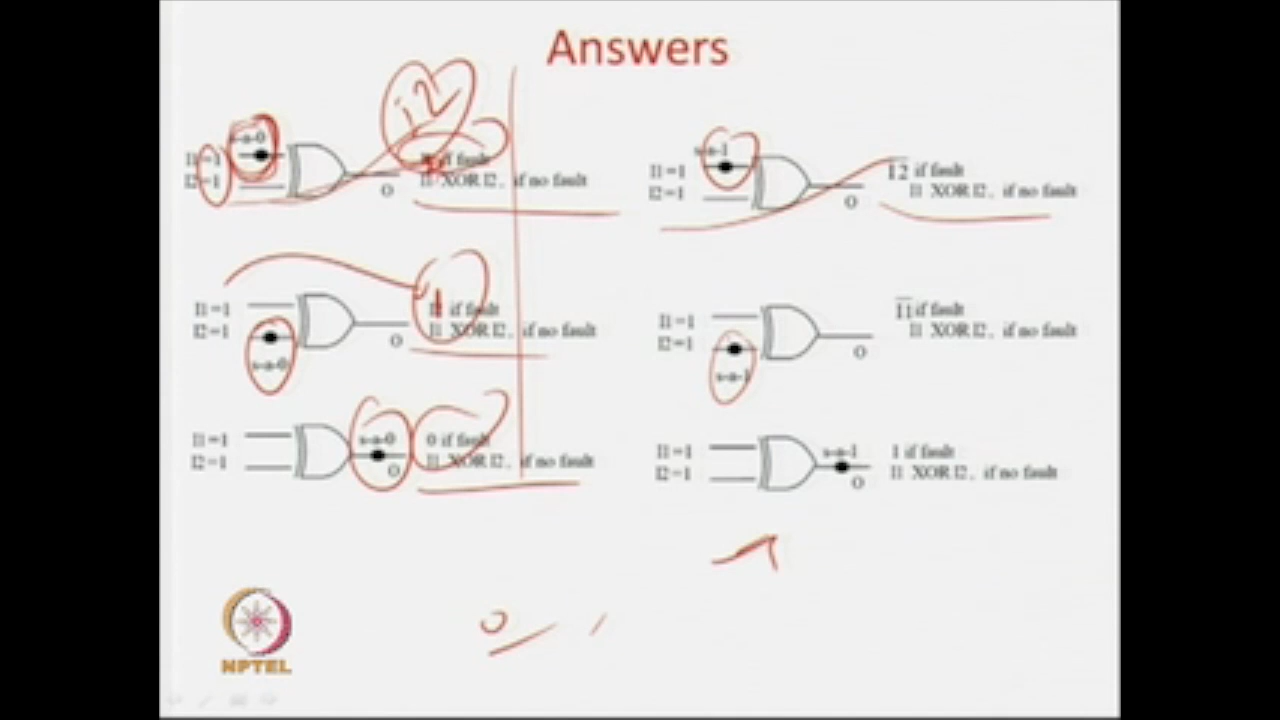 Answers
i2
s-a-0
I1=1
I2=1
if fault
I1 XOR I2, if no fault
O
s-a-1
I1=1
I2=1
I2 if fault
I1 XOR I2, if no fault
O
I1=1
I2=1
s-a-0
if fault
I1 XOR I2, if no fault
O
I1=1
I2=1
s-a-1
I1 if fault
I1 XOR I2, if no fault
O
I1=1
I2=1
s-a-0
O
0 if fault
I1 XOR I2, if no fault
I1=1
I2=1
s-a-1
O
1 if fault
I1 XOR I2, if no fault
1
0
NPTEL